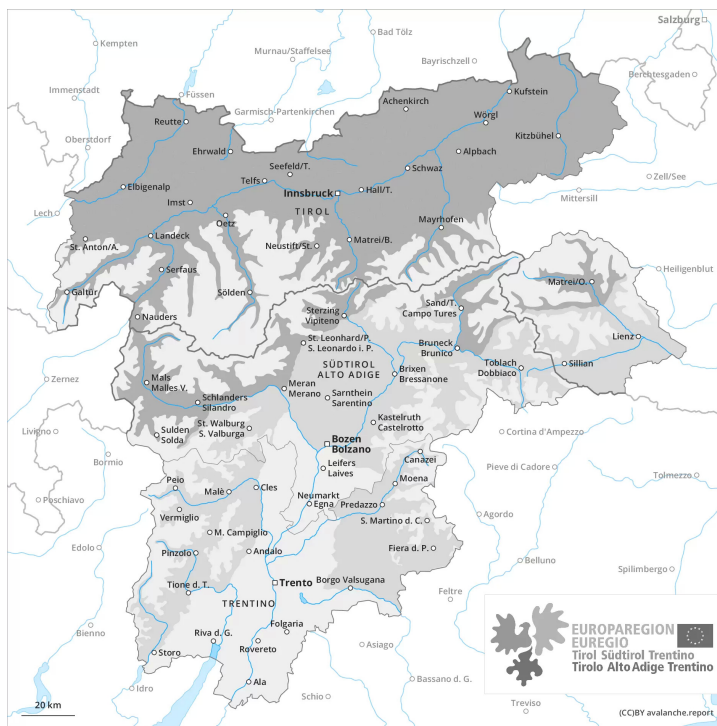 Salzburg
Kempten
Bad Tölz
Murnau/Staffelsee
Bayrischzell
Berchtesgaden
Immenstadt
Füssen
Garmisch-Partenkirchen
Achenkirch
Kufstein
Reutte
Wörgl
Oberstdorf
Ehrwald
Kitzbühel
Alpbach
Seefeld/T.
Schwaz
Zell/See
Elbigenalp
Telfs
Innsbruck
Hall/T.
Mittersill
Imst
TIROL
Lech
Oetz
Mayrhofen
St. Anton/A.
Landeck
Neustift/St.
Matrei/B.
Serfaus
Heiligenblut
Galtür
Sölden
Matrei/O.
Nauders
Sterzing
Vipiteno
Sand/T.
Campo Tures
St. Leonhard/P.
S. Leonardo i. P.
Bruneck
Brunico
Lienz
SÜDTIROL
ALTO ADIGE
Toblach
Dobbiaco
Sillian
Zernez
Mals
Malles V.
Meran
Merano
Brixen
Bressanone
Schlanders
Silandro
Sarnthein
Sarentino
St. Walburg
S. Valburga
Kastelruth
Castelrotto
Livigno
Sulden
Solda
Bozen
Bolzano
Cortina d'Ampezzo
Bormio
Canazei
Leifers
Laives
Pieve di Cadore
Peio
Moena
Tolmezzo
Malè
Cles
Neumarkt
Egna
Predazzo
Poschiavo
Vermiglio
S. Martino d. C.
Agordo
M. Campiglio
Edolo
Pinzolo
Andalo
Fiera d. P.
Belluno
Spilimbergo
Tione d. T.
Trento
Borgo Valsugana
Feltre
TRENTINO
Bienno
Folgaria
Riva d. G.
Rovereto
Asiago
Storo
EUROPAREGION
EUREGIO
Tirol Südtirol Trentino
Tirolo Alto Adige Trentino
Idro
Ala
Bassano d. G.
Schio
Treviso
20 km
(CC)BY avalanche.report